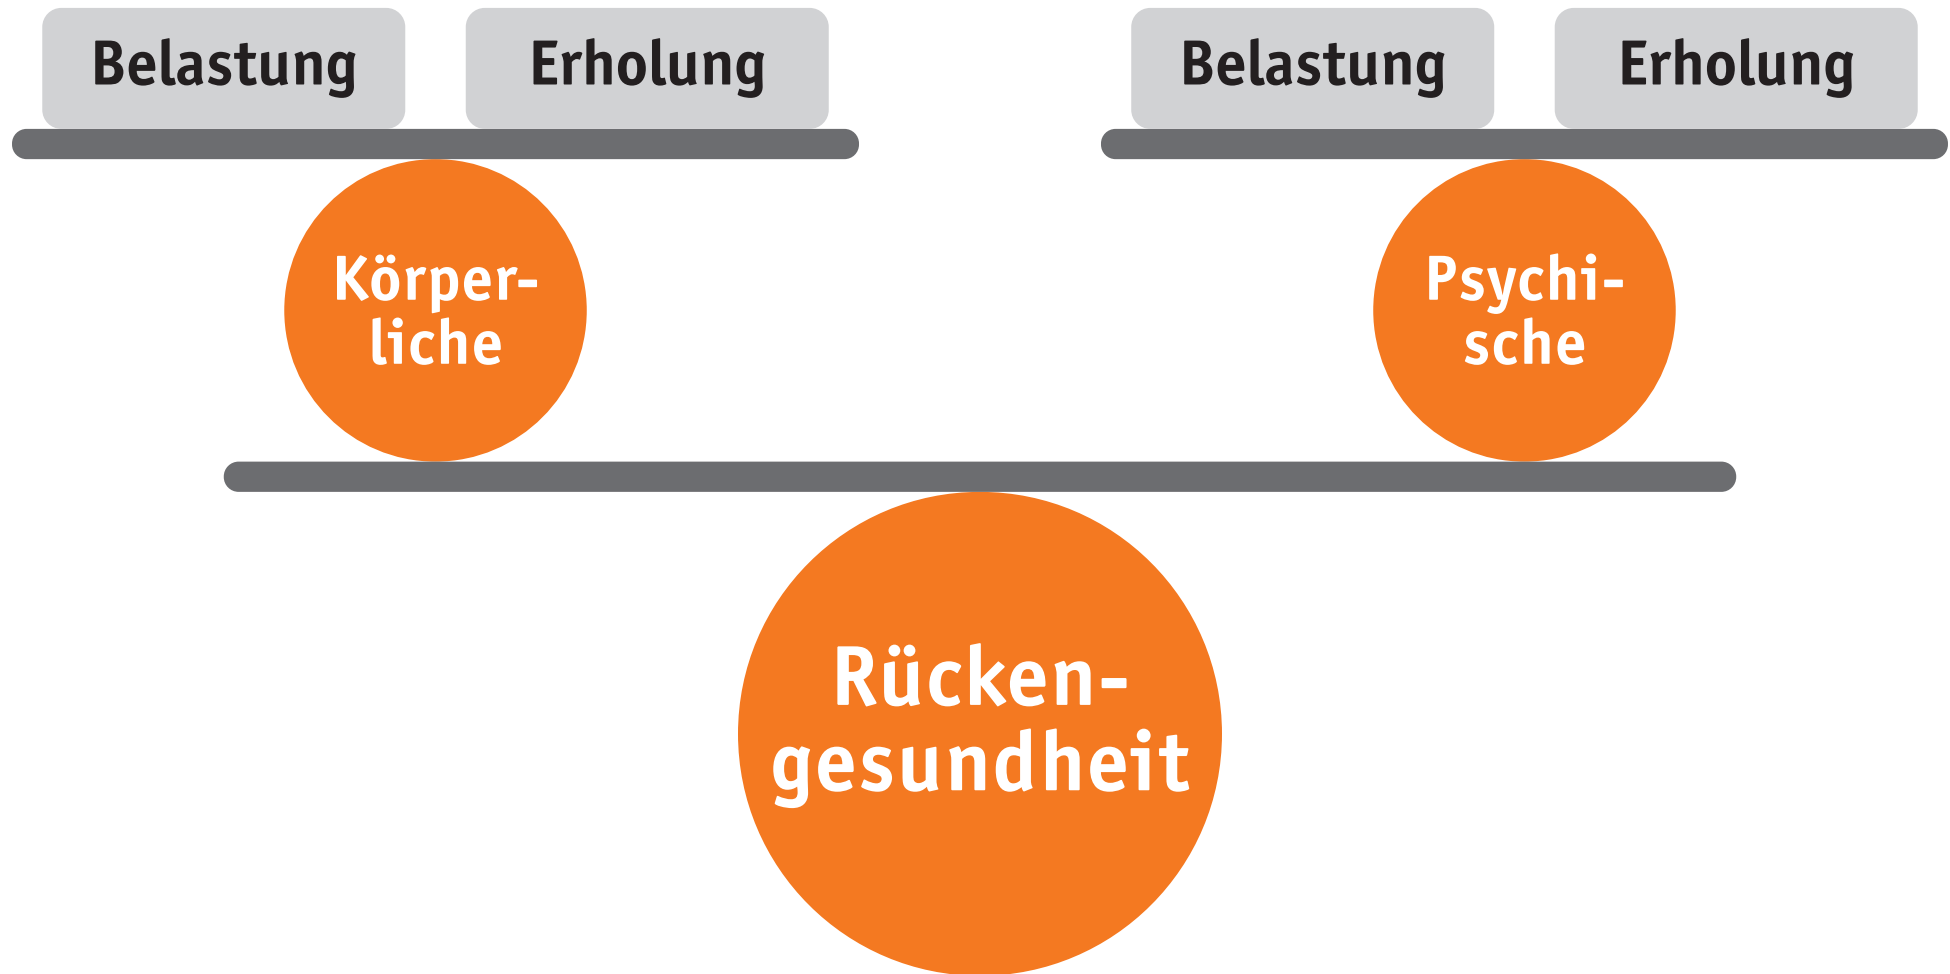 Belastung
Erholung
Belastung
Erholung
Körper-
liche
Psychi-
sche
Rücken-
gesundheit